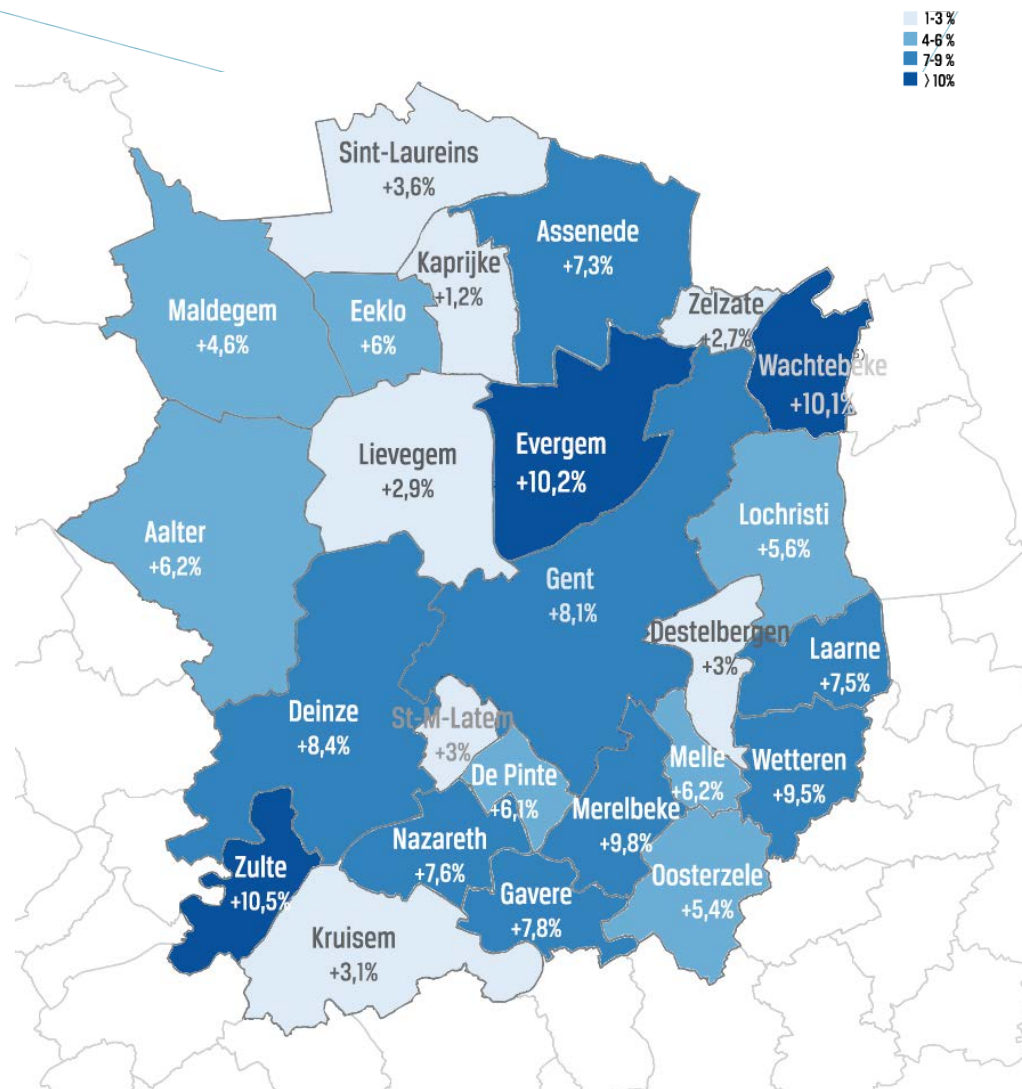 1-3 %
4-6 %
7-9 %
> 10%
Sint-Laureins
+3,6%
Assenede
+7,3%
Kaprijke
+1,2%
Maldegem
+4,6%
Eeklo
+6%
Zelzate
+2,7%
Wachtebeke
+10,1%
Evergem
+10,2%
Lievegem
+2,9%
Aalter
+6,2%
Lochristi
+5,6%
Gent
+8,1%
Destelbergen
+3%
Laarne
+7,5%
Deinze
+8,4%
St-M-Latem
+3%
De Pinte
+6,1%
Melle
+6,2%
Wetteren
+9,5%
Merelbeke
+9,8%
Nazareth
+7,6%
Zulte
+10,5%
Gavere
+7,8%
Oosterzele
+5,4%
Kruisem
+3,1%